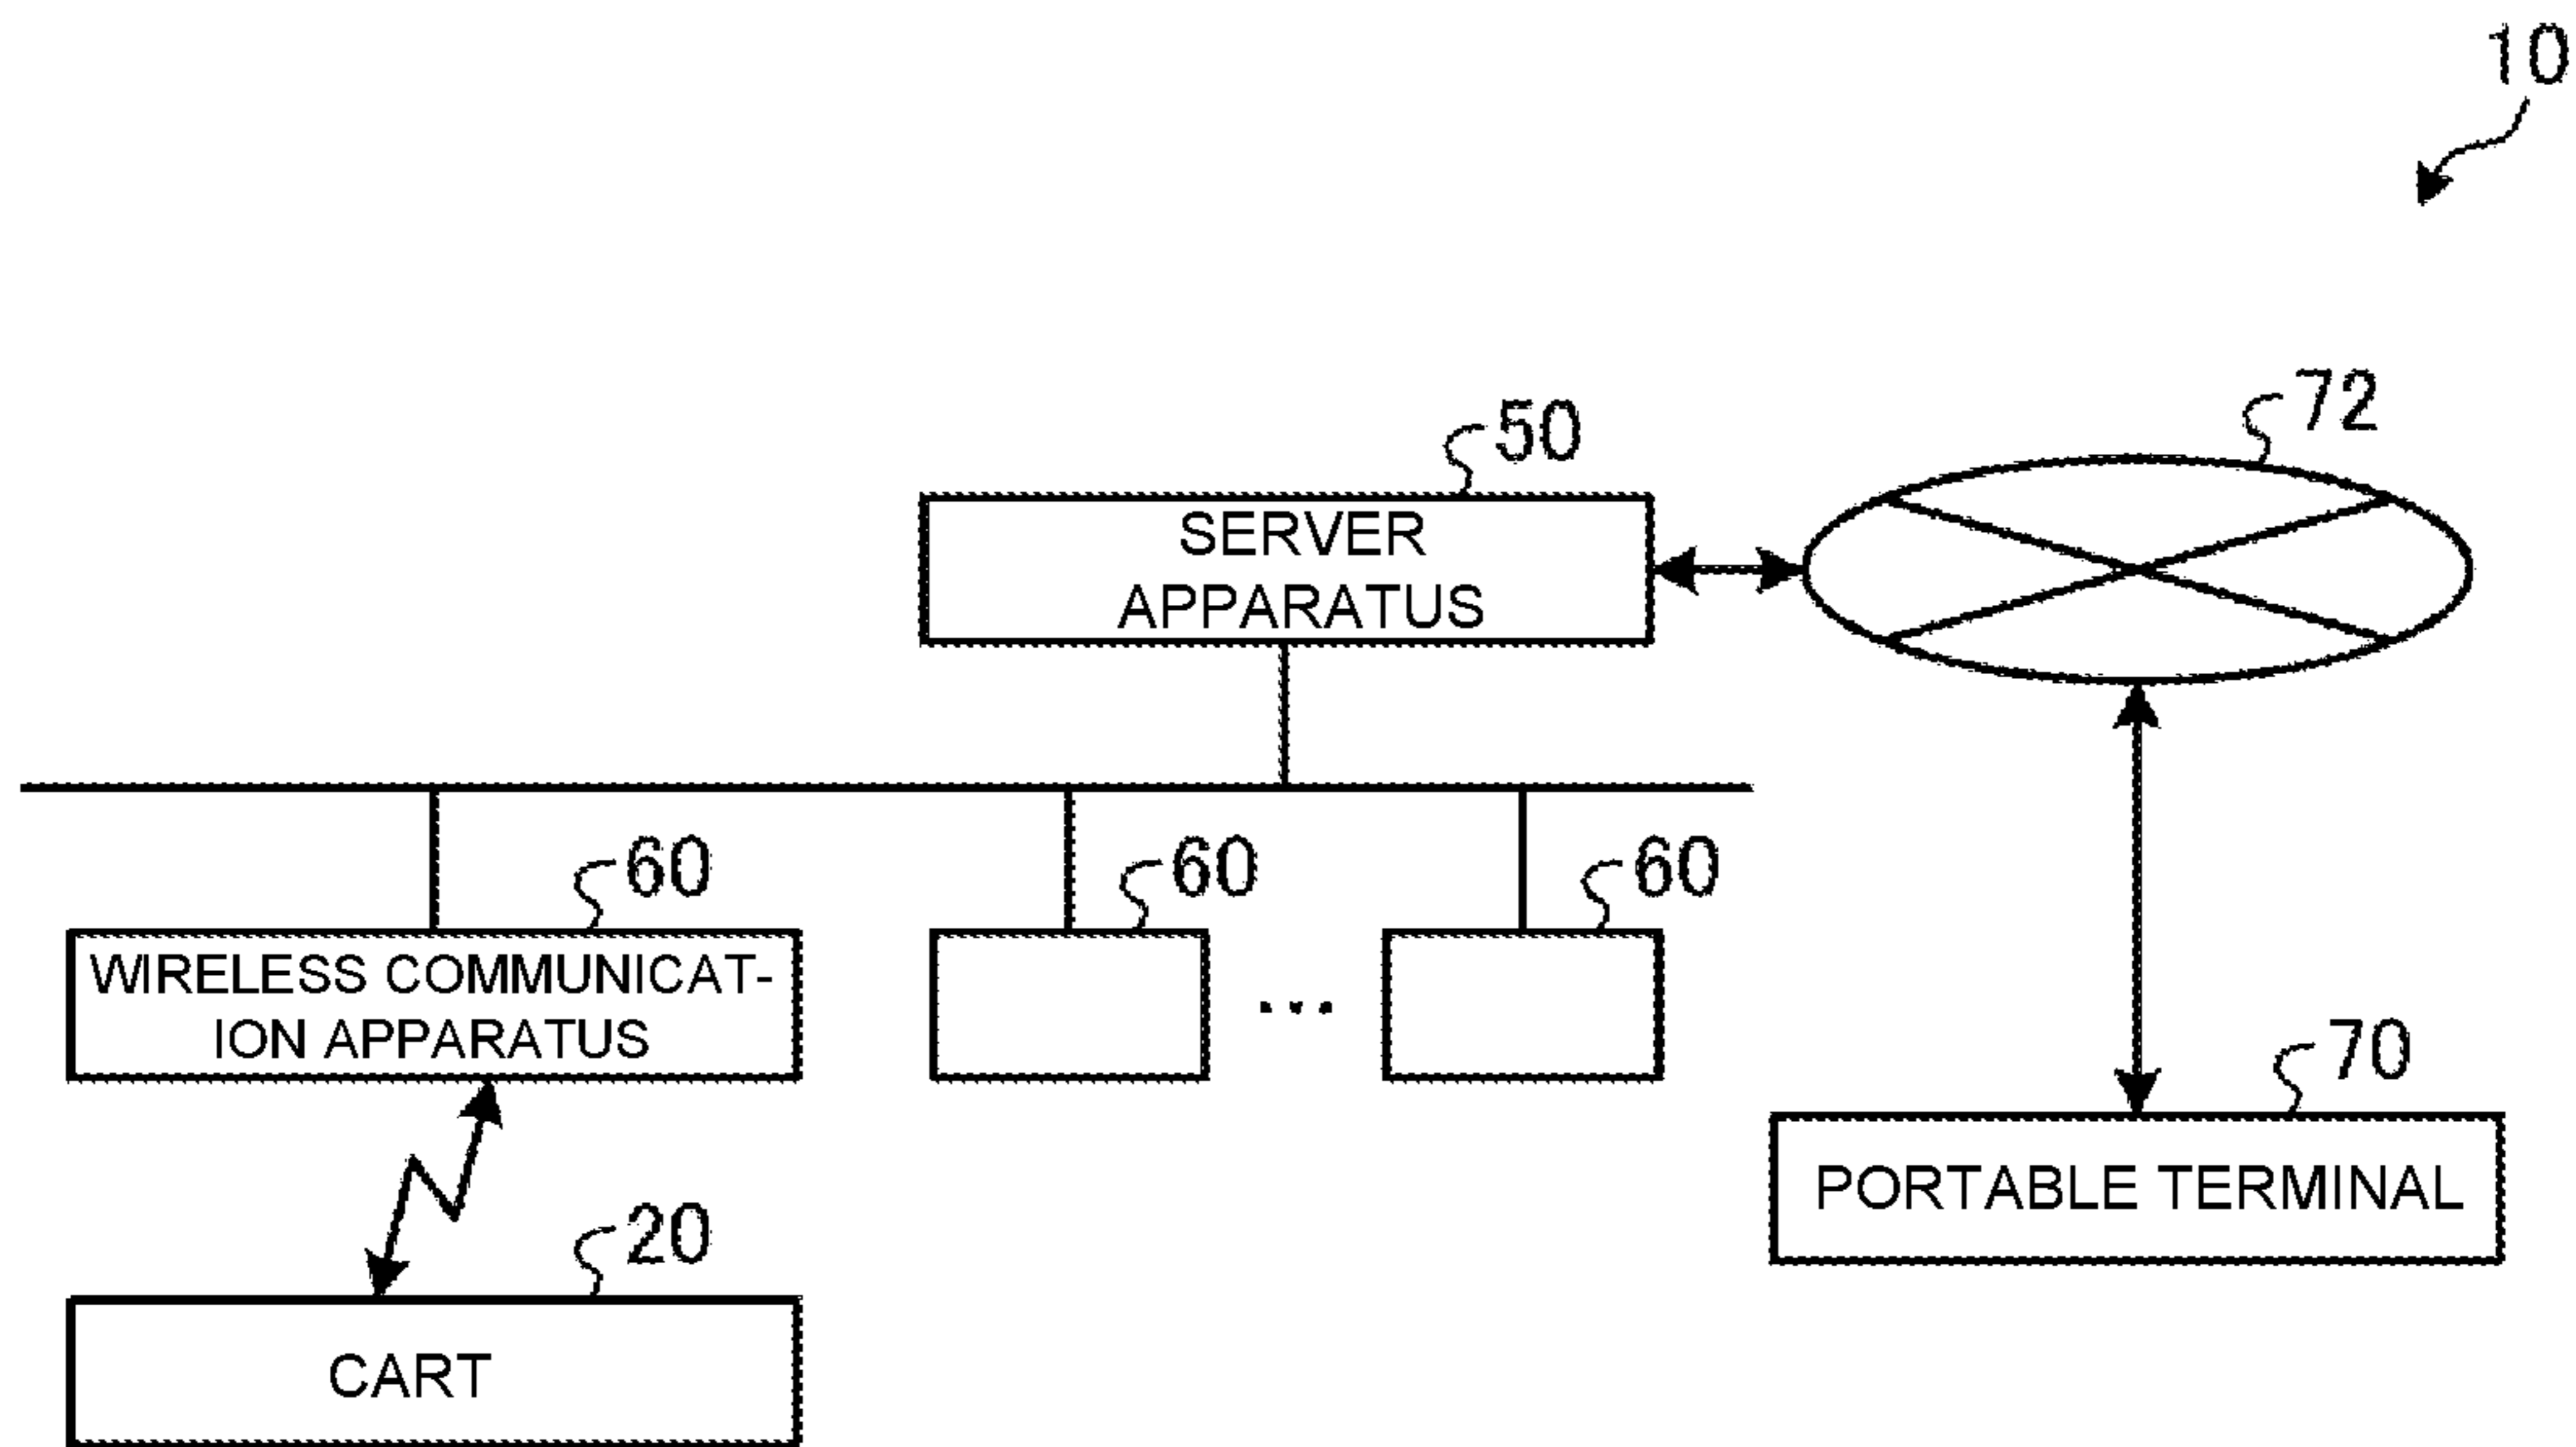 10
72
50
SERVER
APPARATUS
60
60
60
WIRELESS COMMUNICAT-
ION APPARATUS
...
70
PORTABLE TERMINAL
20
CART